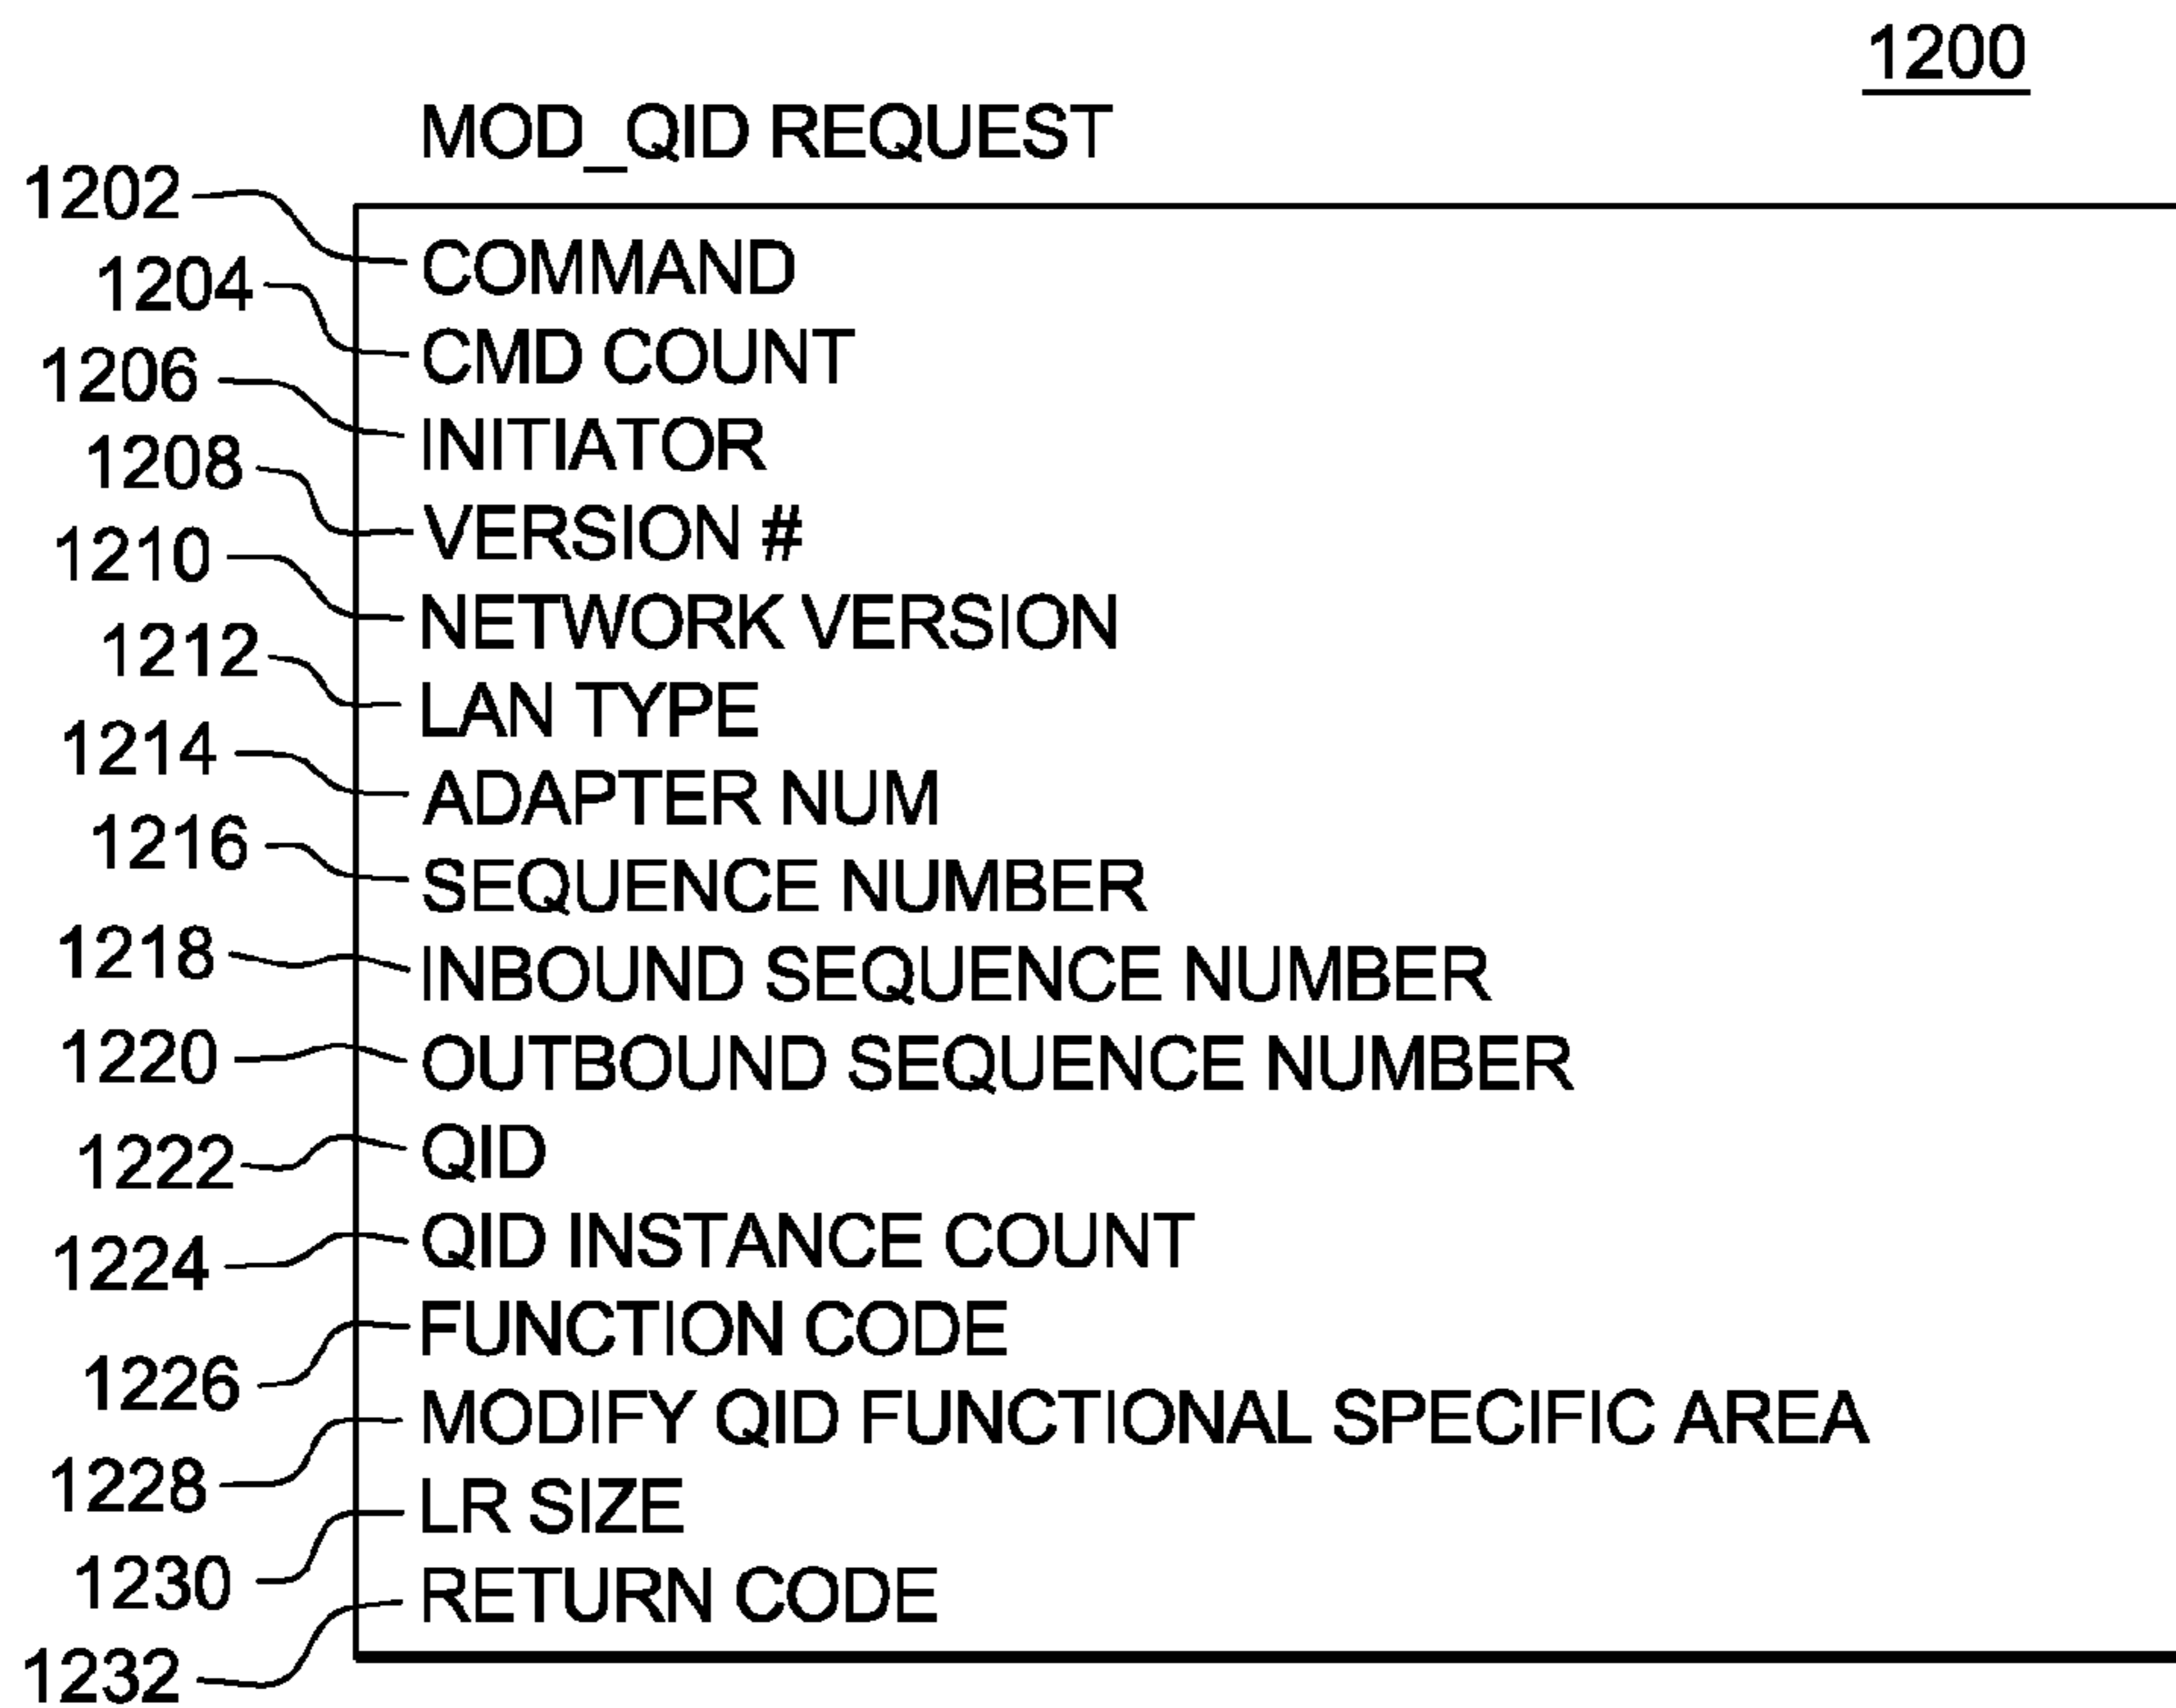 1200
MOD_QID REQUEST
1202 COMMAND
1204 CMD COUNT
1206 INITIATOR
1208 VERSION #
1210 NETWORK VERSION
1212 LAN TYPE
1214 ADAPTER NUM
1216 SEQUENCE NUMBER
1218 INBOUND SEQUENCE NUMBER
1220 OUTBOUND SEQUENCE NUMBER
1222 QID
1224 QID INSTANCE COUNT
1226 FUNCTION CODE
1228 MODIFY QID FUNCTIONAL SPECIFIC AREA
1230 LR SIZE
1232 RETURN CODE